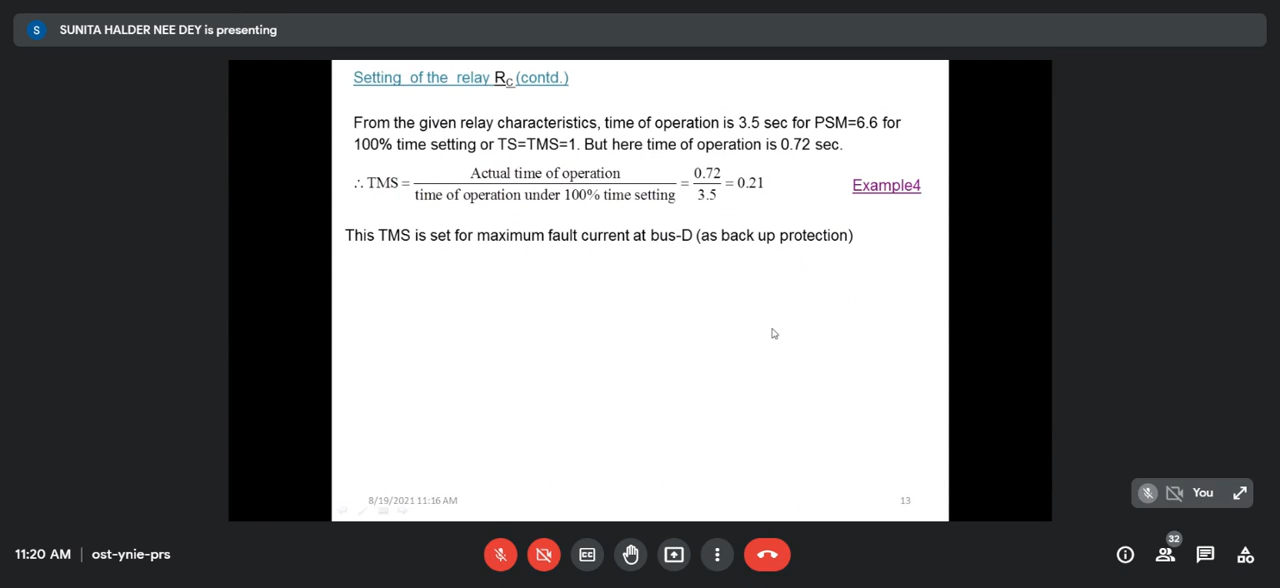 S SUNITA HALDER NEE DEY is presenting
Setting of the relay RC (contd.)
From the given relay characteristics, time of operation is 3.5 sec for PSM=6.6 for
100% time setting or TS=TMS=1. But here time of operation is 0.72 sec.
∴ TMS = Actual time of operation / time of operation under 100% time setting = 0.72 / 3.5 = 0.21
Example4
This TMS is set for maximum fault current at bus-D (as back up protection)
8/19/2021 11:16 AM
13
You
11:20 AM | ost-ynie-prs
CC
32